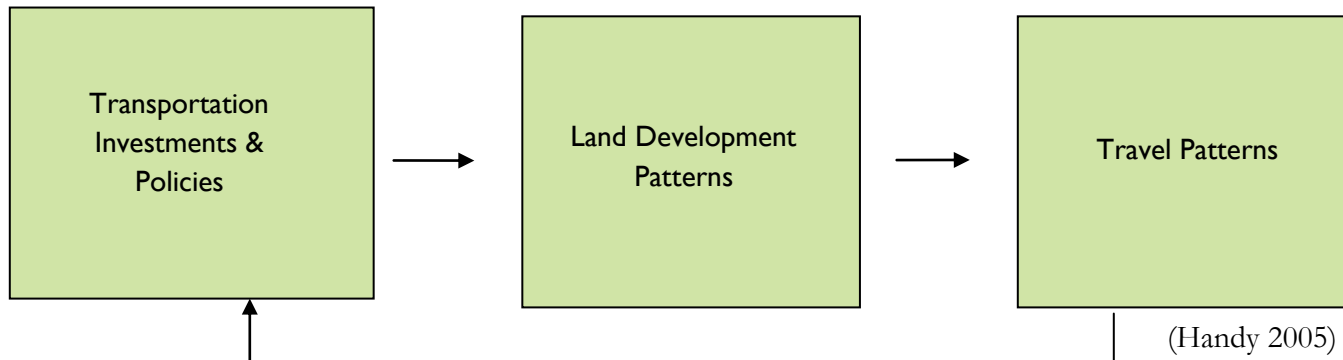 Transportation
Investments &
Policies
Land Development
Patterns
Travel Patterns
(Handy 2005)